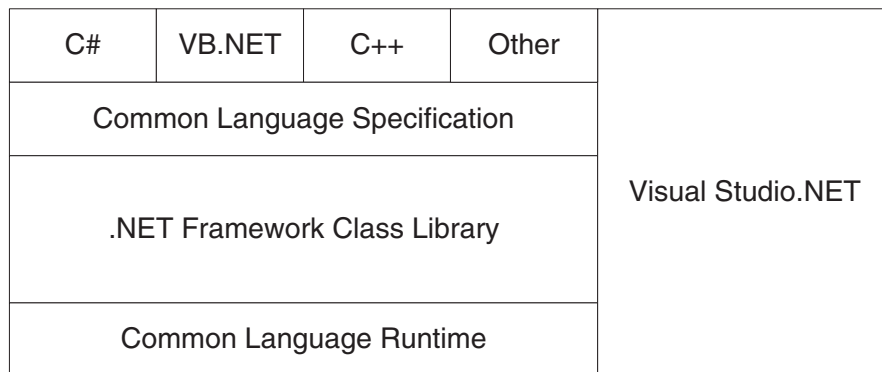 C#
VB.NET
C++
Other
Common Language Specification
Visual Studio.NET
.NET Framework Class Library
Common Language Runtime